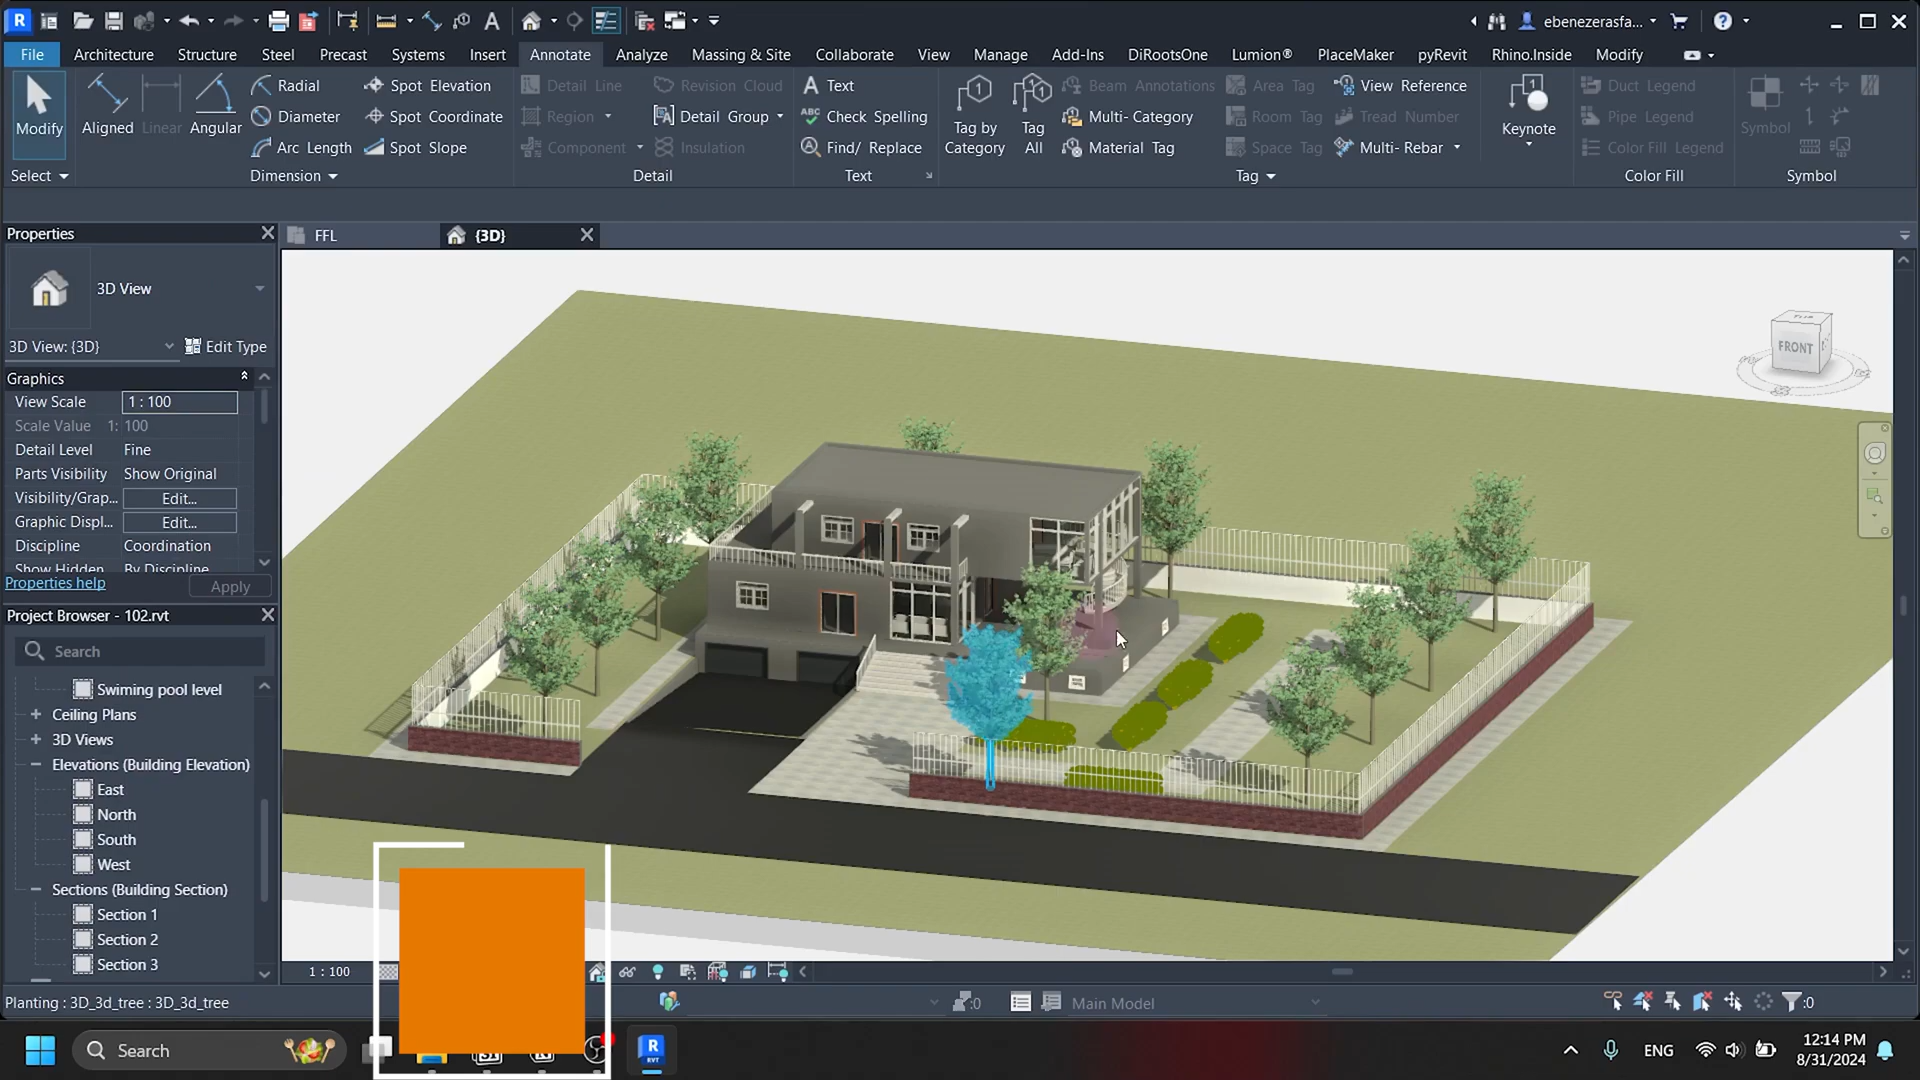 ebenezerasfa...
File Architecture Structure Steel Precast Systems Insert Annotate Analyze Massing & Site Collaborate View Manage Add-Ins DiRootsOne Lumion® PlaceMaker pyRevit Rhino.Inside Modify
Modify
Select
Aligned
Linear
Angular
Radial
Diameter
Arc Length
Spot Elevation
Spot Coordinate
Spot Slope
Dimension
Detail Line
Region
Component
Revision Cloud
Detail Group
Insulation
Detail
Text
ABC Check Spelling
Find/ Replace
Text
Tag by Category
Tag All
Beam Annotations
Multi- Category
Material Tag
Area Tag
Room Tag
Space Tag
View Reference
Tread Number
Multi- Rebar
Tag
Keynote
Duct Legend
Pipe Legend
Color Fill Legend
Color Fill
Symbol
Symbol
Properties
FFL
{3D}
3D View
3D View: {3D}
Edit Type
Graphics
View Scale 1 : 100
Scale Value 1: 100
Detail Level Fine
Parts Visibility Show Original
Visibility/Grap... Edit...
Graphic Displ... Edit...
Discipline Coordination
Show Hidden By Discipline
Properties help
Apply
Project Browser - 102.rvt
Search
Swiming pool level
Ceiling Plans
3D Views
Elevations (Building Elevation)
East
North
South
West
Sections (Building Section)
Section 1
Section 2
Section 3
FRONT
1 : 100
Planting : 3D_3d_tree : 3D_3d_tree
:0
Main Model
:0
Search
R
RVT
ENG
12:14 PM
8/31/2024